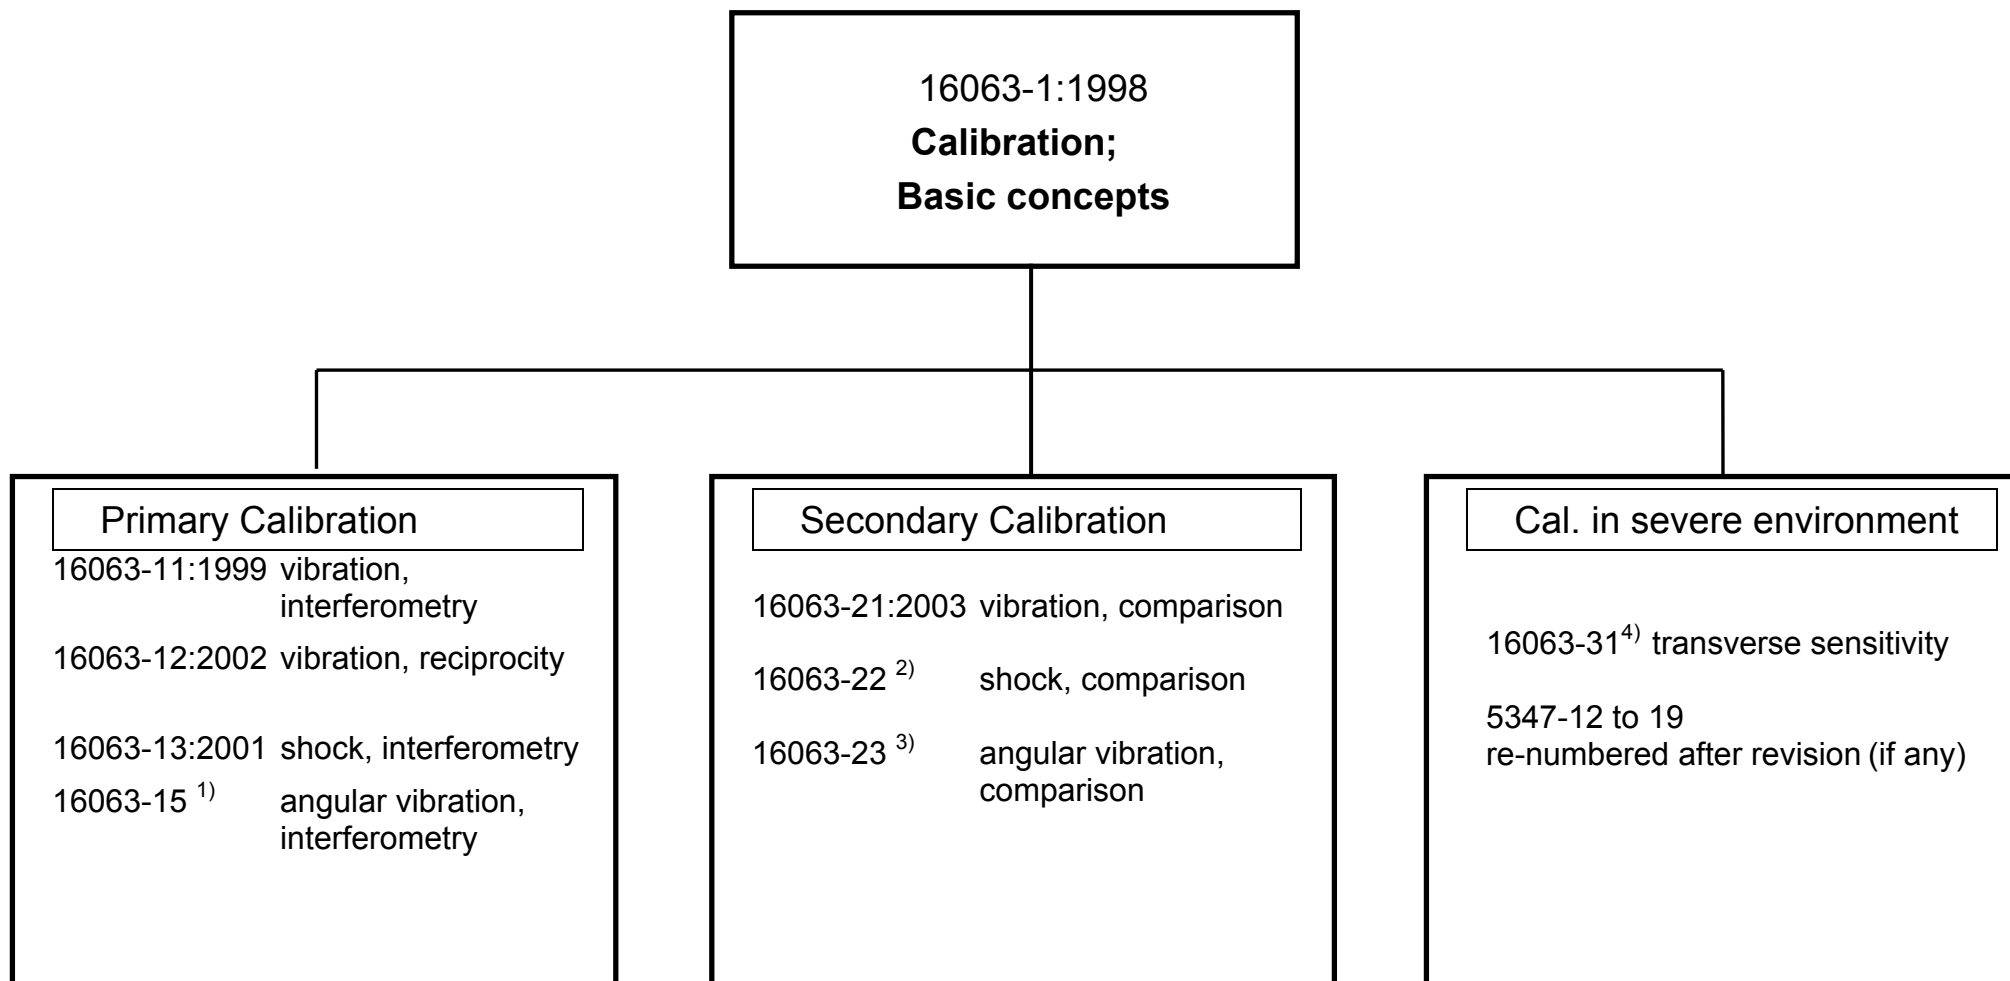 16063-1:1998
Calibration;
Basic concepts
Primary Calibration
16063-11:1999 vibration,
interferometry
16063-12:2002 vibration, reciprocity
16063-13:2001 shock, interferometry
16063-15 1) angular vibration,
interferometry
Secondary Calibration
16063-21:2003 vibration, comparison
16063-22 2) shock, comparison
16063-23 3) angular vibration,
comparison
Cal. in severe environment
16063-31 4) transverse sensitivity
5347-12 to 19
re-numbered after revision (if any)